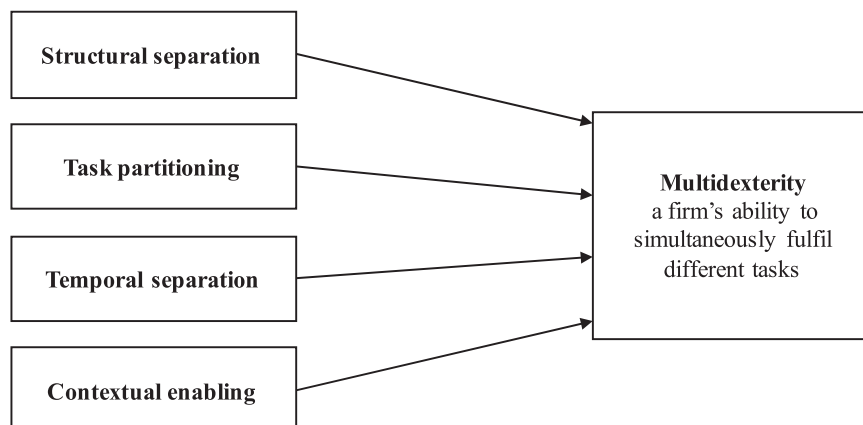 Structural separation
Task partitioning
Temporal separation
Contextual enabling
Multidexterity
a firm's ability to
simultaneously fulfil
different tasks